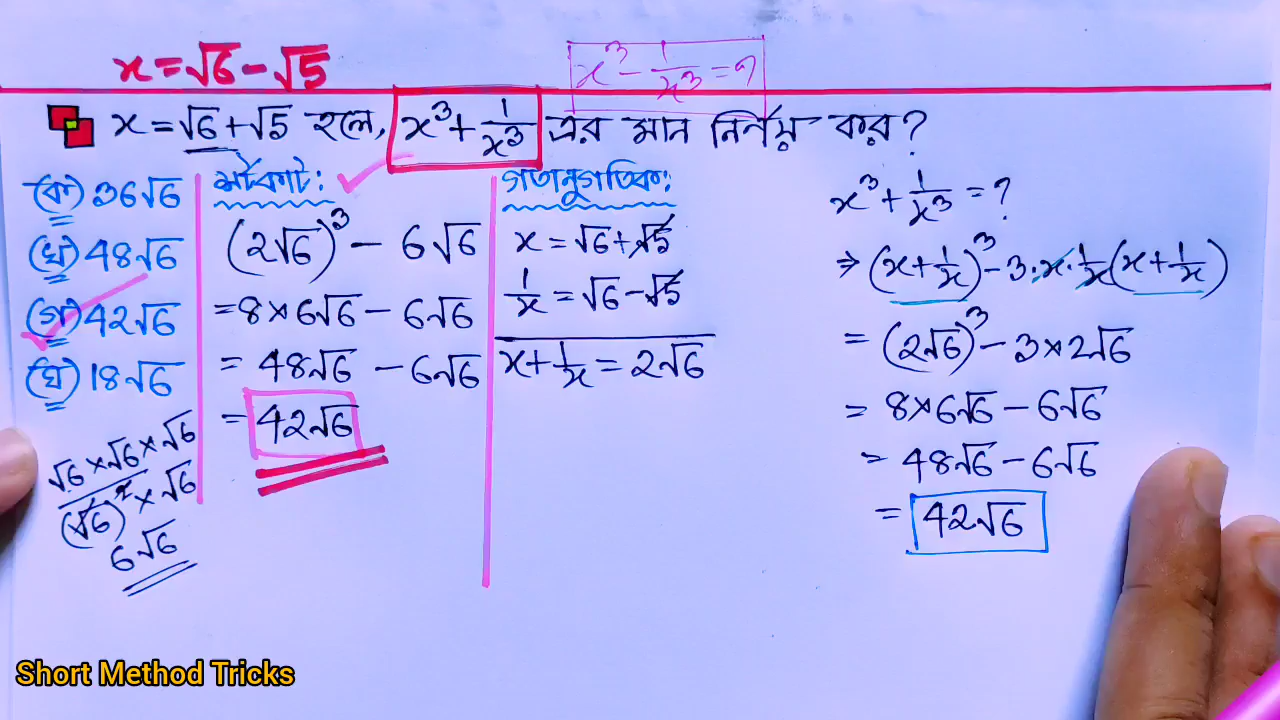 x = √6 - √5
x³ - 1/x³ = ?
x = √6 + √5 হলে, x³ + 1/x³ এর মান নির্ণয় কর?
(ক) 36√6
(খ) 48√6
(গ) 42√6
(ঘ) 18√6
√6 × √6 × √6
(√6)² × √6
6√6
শর্টকাট:
(2√6)³ - 6√6
= 8 × 6√6 - 6√6
= 48√6 - 6√6
= 42√6
গতানুগতিক:
x = √6 + √5
1/x = √6 - √5
x + 1/x = 2√6
x³ + 1/x³ = ?
⇒ (x + 1/x)³ - 3·x·1/x(x + 1/x)
= (2√6)³ - 3 × 2√6
= 8 × 6√6 - 6√6
= 48√6 - 6√6
= 42√6
Short Method Tricks